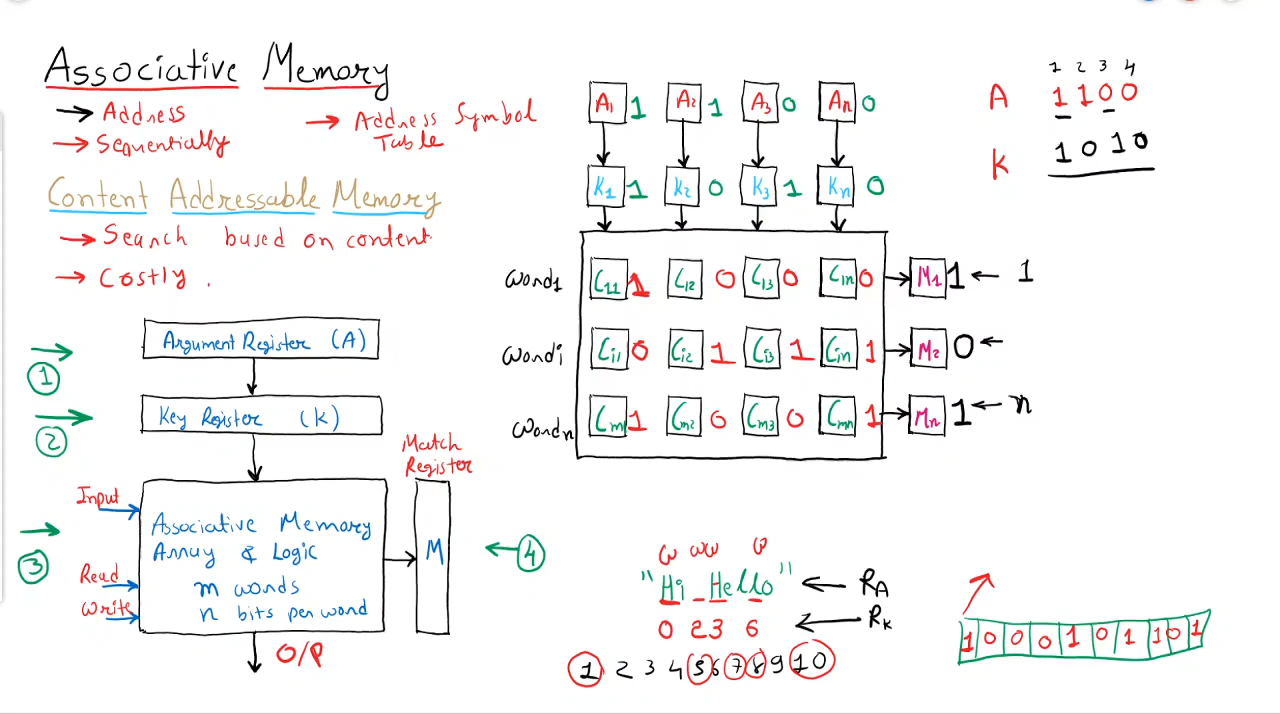 Associative Memory
→ Address
→ Sequentially
→ Address Symbol Table
Content Addressable Memory
→ Search bused on content
→ Costly .
Argument Register (A)
1
Key Register (K)
2
Match Register
Input
Associative Memory
Array & Logic
m words
n bits per word
Read
Write
3
M
4
O/P
A1 1 A2 1 A3 0 An 0
K1 1 K2 0 K3 1 Kn 0
word1 C11 1 C12 0 C13 0 C1n 0 M1 1 ← 1
wordi Ci1 0 Ci2 1 Ci3 1 Cin 1 M2 0 ←
wordn Cm1 1 Cm2 0 Cm3 0 Cmn 1 Mn 1 ← n
1 2 3 4
A 1 1 0 0
K 1 0 1 0
ω ωω ω
"Hi Hello" ← RA
0 23 6 ← RK
1 2 3 4 5 6 7 8 9 10
1 0 0 0 1 0 1 1 0 1